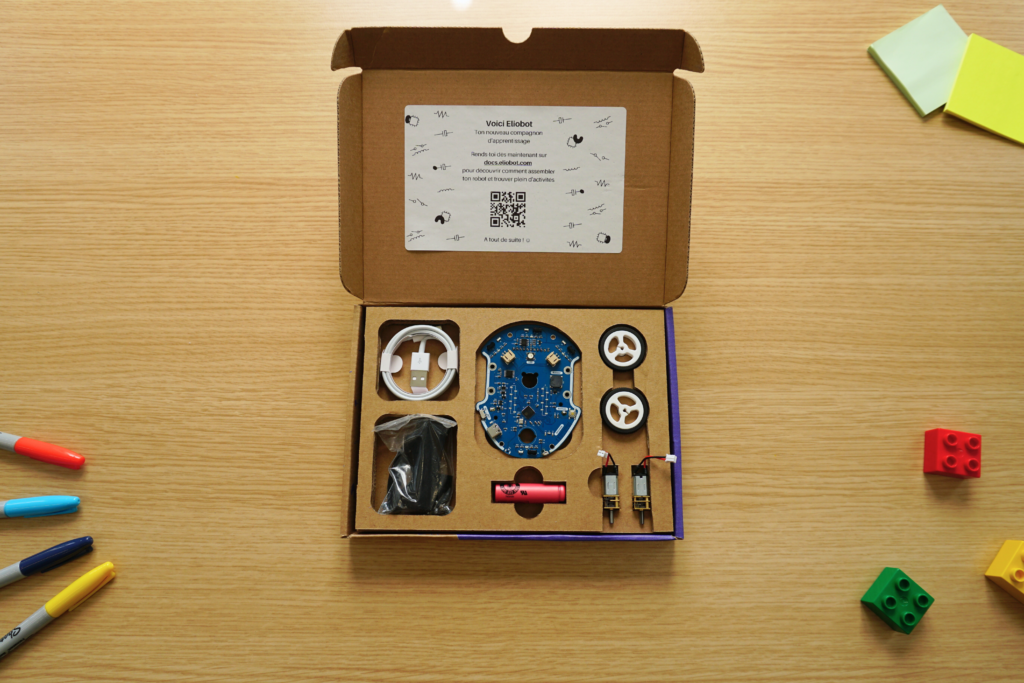 Voici Eliobot
Ton nouveau compagnon
d'apprentissage
Rends toi dès maintenant sur
docs.eliobot.com
pour découvrir comment assembler
ton robot et trouver plein d'activités
A tout de suite !